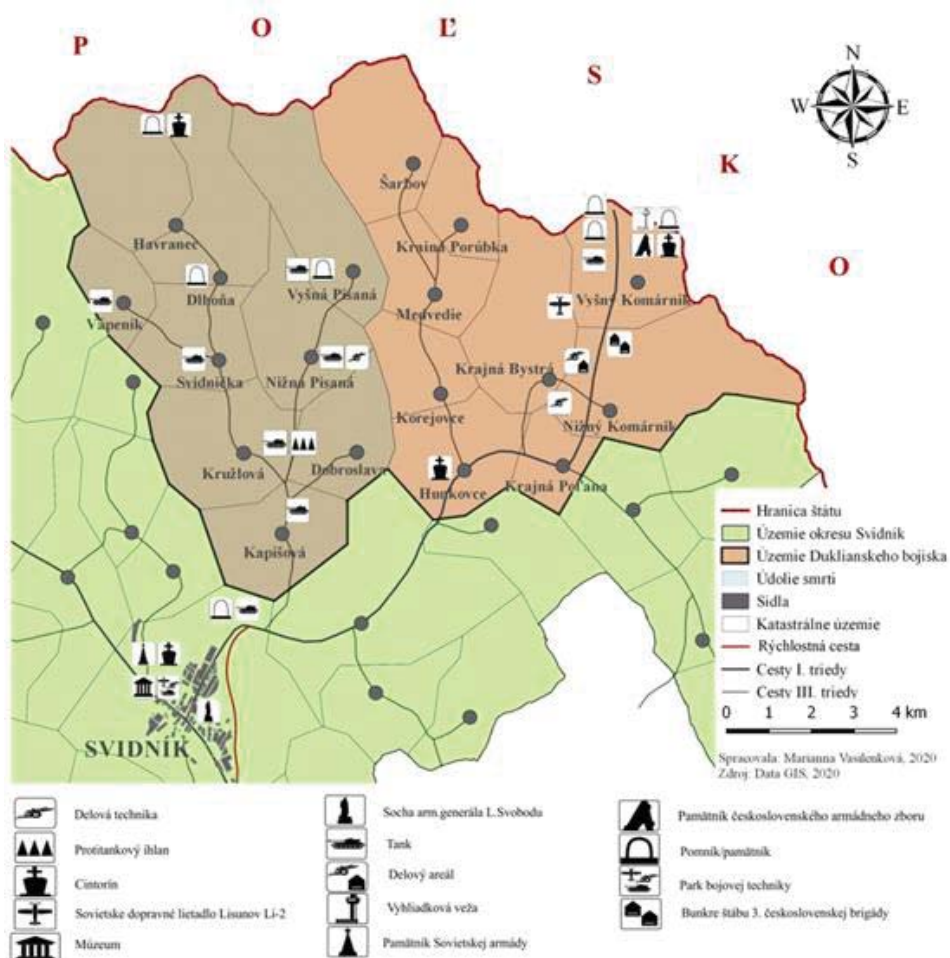 P O Ľ S K O
N
W E
S
Šarbov
Krainá Porúbka
Havranec
Dlhoňa
Vyšná Pisaná
Vyšný Komárnik
Medvedie
Vápeník
Svidnička
Nižná Pisaná
Krajná Bystrá
Korejovce
Nižný Komárnik
Kružlová
Dobroslava
Hunkovce
Krajná Poľana
Kapišová
SVIDNÍK
Hranica štátu
Územie okresu Svidník
Územie Duklianskeho bojiska
Údolie smrti
Sídla
Katastrálne územie
Rýchlostná cesta
Cesty I. triedy
Cesty III. triedy
0 1 2 3 4 km
Spracovala: Marianna Vasilenková, 2020
Zdroj: Data GIS, 2020
Delová technika
Protitankový ihlan
Cintorín
Sovietske dopravné lietadlo Lisunov Li-2
Múzeum
Socha arm.generála L.Svobodu
Tank
Delový areál
Vyhliadková veža
Pamätník Sovietskej armády
Pamätník československého armádneho zboru
Pomník/pamätník
Park bojovej techniky
Bunkre štábu 3. československej brigády